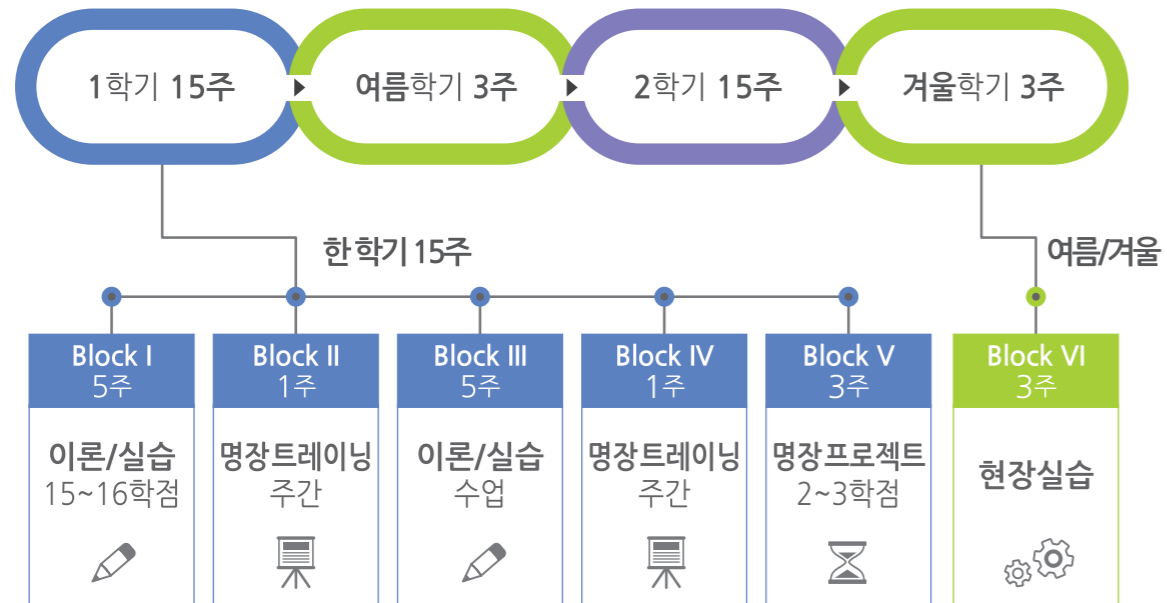 1학기 15주
여름학기 3주
2학기 15주
겨울학기 3주
한 학기 15주
여름/겨울
Block I
5주
이론/실습
15~16학점
Block II
1주
명장트레이닝
주간
Block III
5주
이론/실습
수업
Block IV
1주
명장트레이닝
주간
Block V
3주
명장프로젝트
2~3학점
Block VI
3주
현장실습